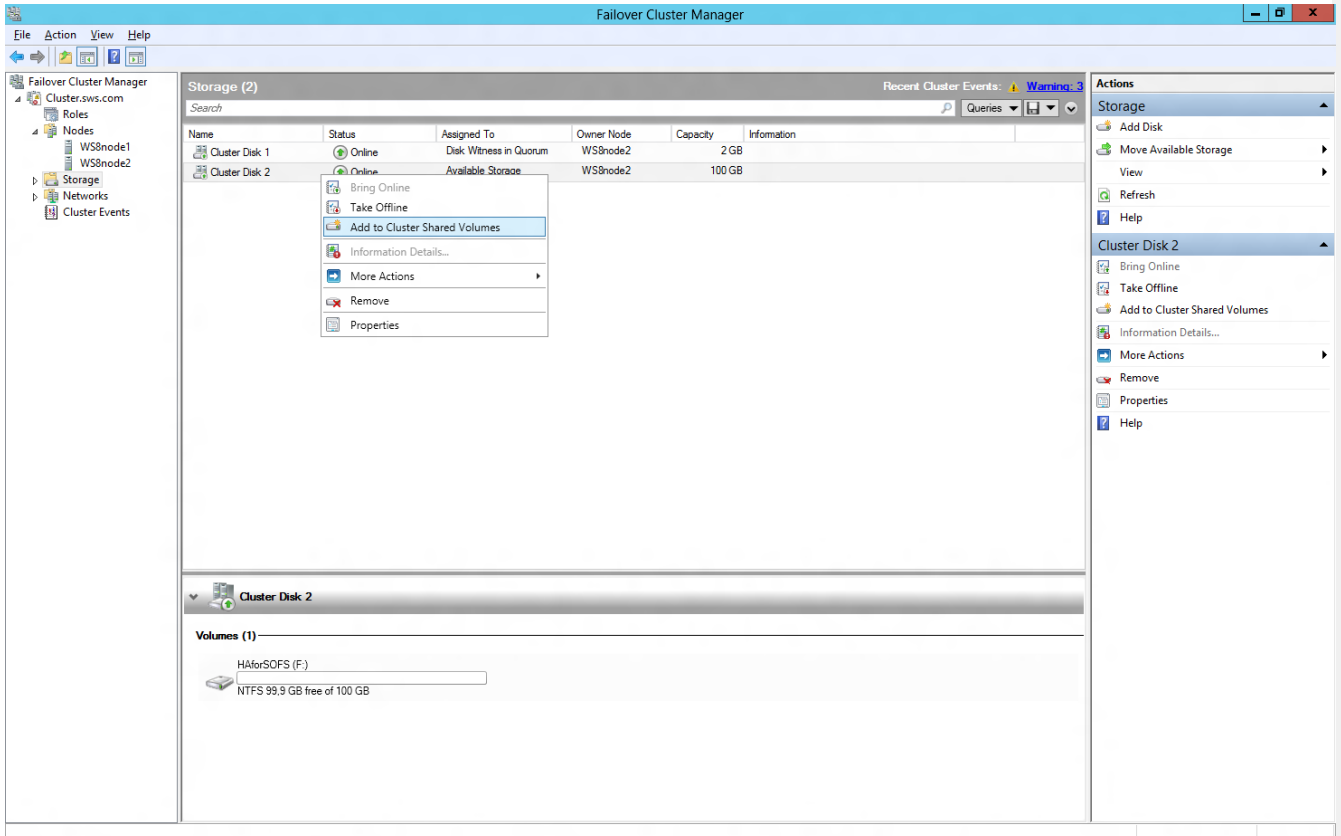 Failover Cluster Manager
File Action View Help
Failover Cluster Manager
Cluster.sws.com
Roles
Nodes
WS8node1
WS8node2
Storage
Networks
Cluster Events
Storage (2) Recent Cluster Events: Warning: 3
Search Queries
Name Status Assigned To Owner Node Capacity Information
Cluster Disk 1 Online Disk Witness in Quorum WS8node2 2 GB
Cluster Disk 2 Online Available Storage WS8node2 100 GB
Bring Online
Take Offline
Add to Cluster Shared Volumes
Information Details...
More Actions
Remove
Properties
Cluster Disk 2
Volumes (1)
HAforSOFS (F:)
NTFS 99,9 GB free of 100 GB
Actions
Storage
Add Disk
Move Available Storage
View
Refresh
Help
Cluster Disk 2
Bring Online
Take Offline
Add to Cluster Shared Volumes
Information Details...
More Actions
Remove
Properties
Help